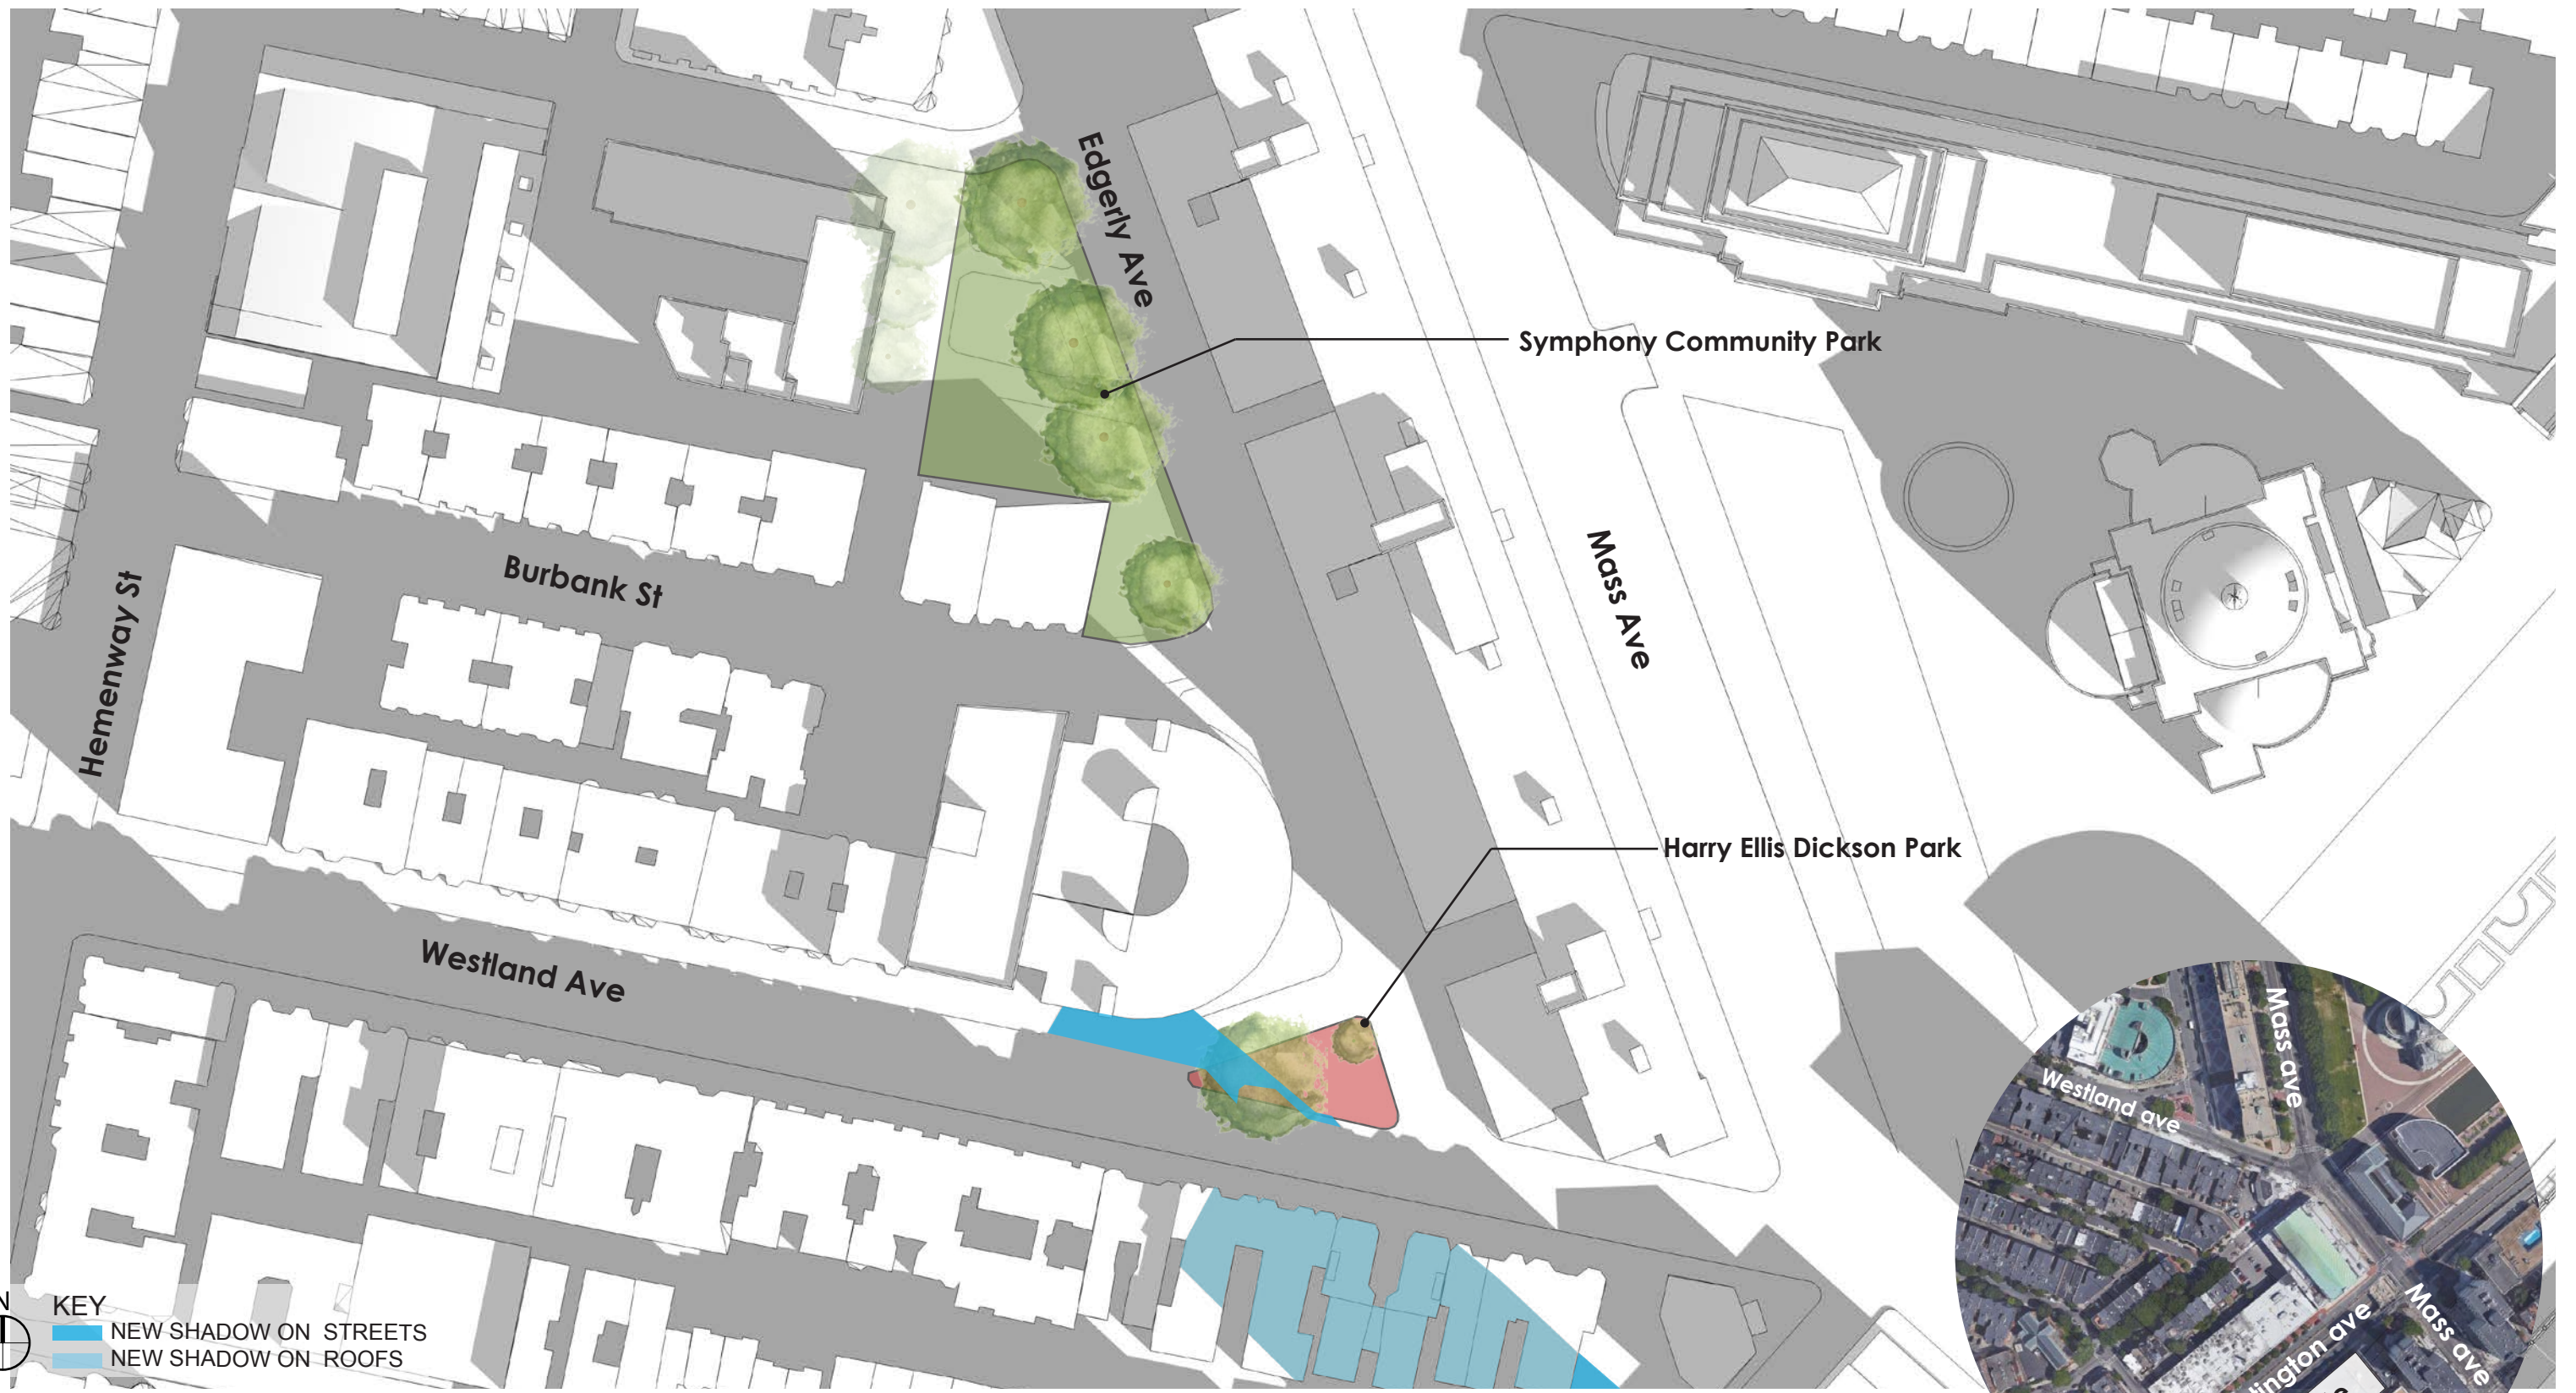 Edgerly Ave
Symphony Community Park
Mass Ave
Burbank St
Hemenway St
Harry Ellis Dickson Park
Westland Ave
Mass ave
Westland ave
N
KEY
NEW SHADOW ON STREETS
NEW SHADOW ON ROOFS
Mass ave
ave